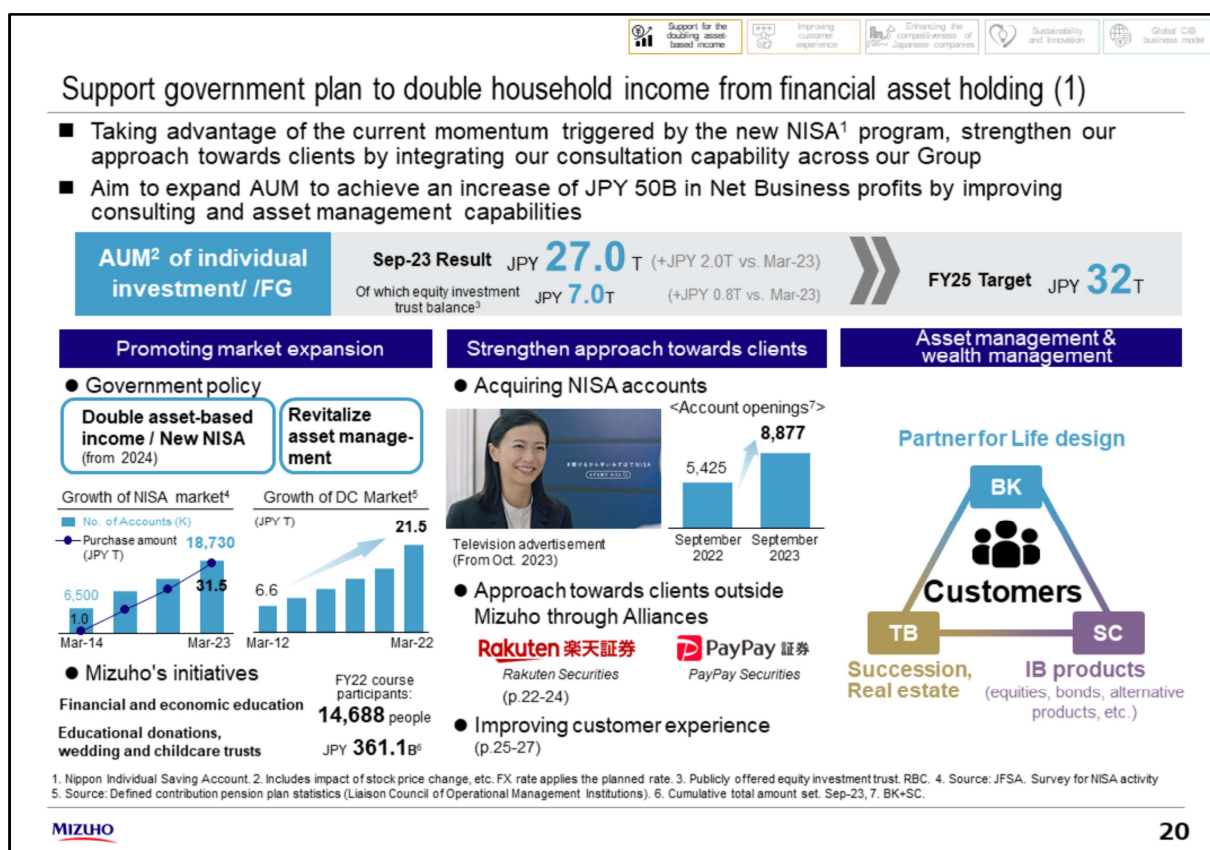 Support for the
doubling asset-
based income
Improving
customer
experience
Enhancing the
competitiveness of
Japanese companies
Sustainability
and Innovation
Global CIB
business model
Support government plan to double household income from financial asset holding (1)
■ Taking advantage of the current momentum triggered by the new NISA1 program, strengthen our
approach towards clients by integrating our consultation capability across our Group
■ Aim to expand AUM to achieve an increase of JPY 50B in Net Business profits by improving
consulting and asset management capabilities
AUM2 of individual
investment/ /FG
Sep-23 Result JPY 27.0 T (+JPY 2.0T vs. Mar-23)
Of which equity investment
trust balance3
JPY 7.0T (+JPY 0.8T vs. Mar-23)
FY25 Target JPY 32T
Promoting market expansion
● Government policy
Double asset-based
income / New NISA
(from 2024)
Revitalize
asset manage-
ment
Growth of NISA market4
No. of Accounts (K)
Purchase amount
(JPY T)
18,730
6,500
31.5
1.0
Mar-14 Mar-23
Growth of DC Market5
(JPY T)
21.5
6.6
Mar-12 Mar-22
● Mizuho's initiatives
Financial and economic education
FY22 course
participants:
14,688 people
Educational donations,
wedding and childcare trusts
JPY 361.1B6
Strengthen approach towards clients
● Acquiring NISA accounts
<Account openings7>
8,877
5,425
September
2022
September
2023
Television advertisement
(From Oct. 2023)
● Approach towards clients outside
Mizuho through Alliances
Rakuten 楽天証券
PayPay 証券
Rakuten Securities
PayPay Securities
(p.22-24)
● Improving customer experience
(p.25-27)
Asset management &
wealth management
Partner for Life design
BK
Customers
TB
SC
Succession,
Real estate
IB products
(equities, bonds, alternative
products, etc.)
1. Nippon Individual Saving Account. 2. Includes impact of stock price change, etc. FX rate applies the planned rate. 3. Publicly offered equity investment trust. RBC. 4. Source: JFSA. Survey for NISA activity
5. Source: Defined contribution pension plan statistics (Liaison Council of Operational Management Institutions). 6. Cumulative total amount set. Sep-23, 7. BK+SC.
MIZUHO
20